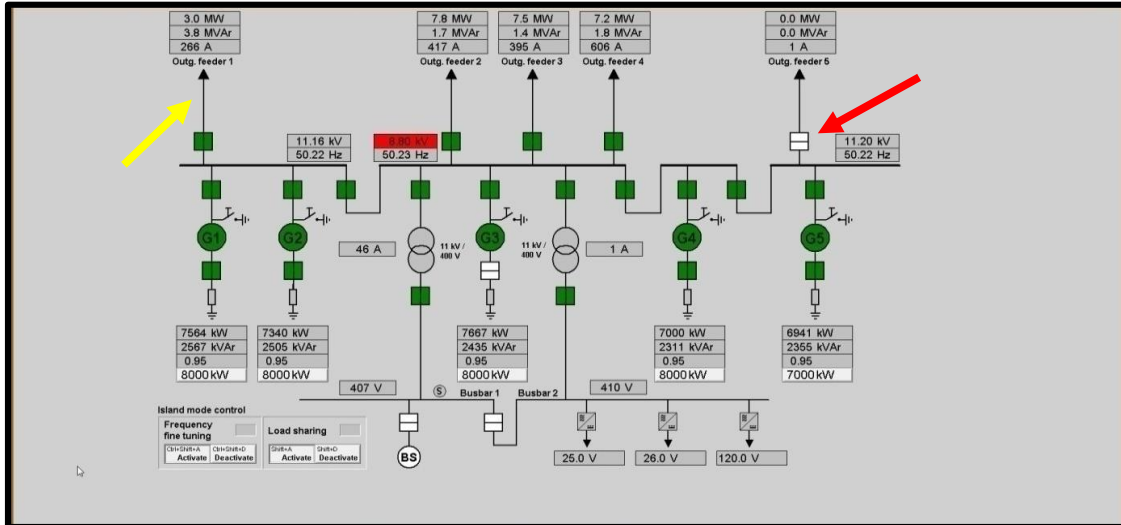 3.0 MW
3.8 MVAr
266 A
Outg. feeder 1
7.8 MW
1.7 MVAr
417 A
Outg. feeder 2
7.5 MW
1.4 MVAr
395 A
Outg. feeder 3
7.2 MW
1.8 MVAr
606 A
Outg. feeder 4
0.0 MW
0.0 MVAr
1 A
Outg. feeder 5
11.16 kV
50.22 Hz
8.80 kV
50.23 Hz
11.20 kV
50.22 Hz
G1
G2
46 A
11 kV /
400 V
G3
11 kV /
400 V
1 A
G4
G5
7564 kW
2567 kVAr
0.95
8000 kW
7340 kW
2505 kVAr
0.95
8000 kW
7667 kW
2435 kVAr
0.95
8000 kW
7000 kW
2311 kVAr
0.95
8000 kW
6941 kW
2355 kVAr
0.95
7000 kW
407 V
S
Busbar 1
Busbar 2
410 V
Island mode control
Frequency
fine tuning
Ctrl+Shift+A
Activate
Ctrl+Shift+D
Deactivate
Load sharing
Shift+A
Activate
Shift+D
Deactivate
BS
25.0 V
26.0 V
120.0 V